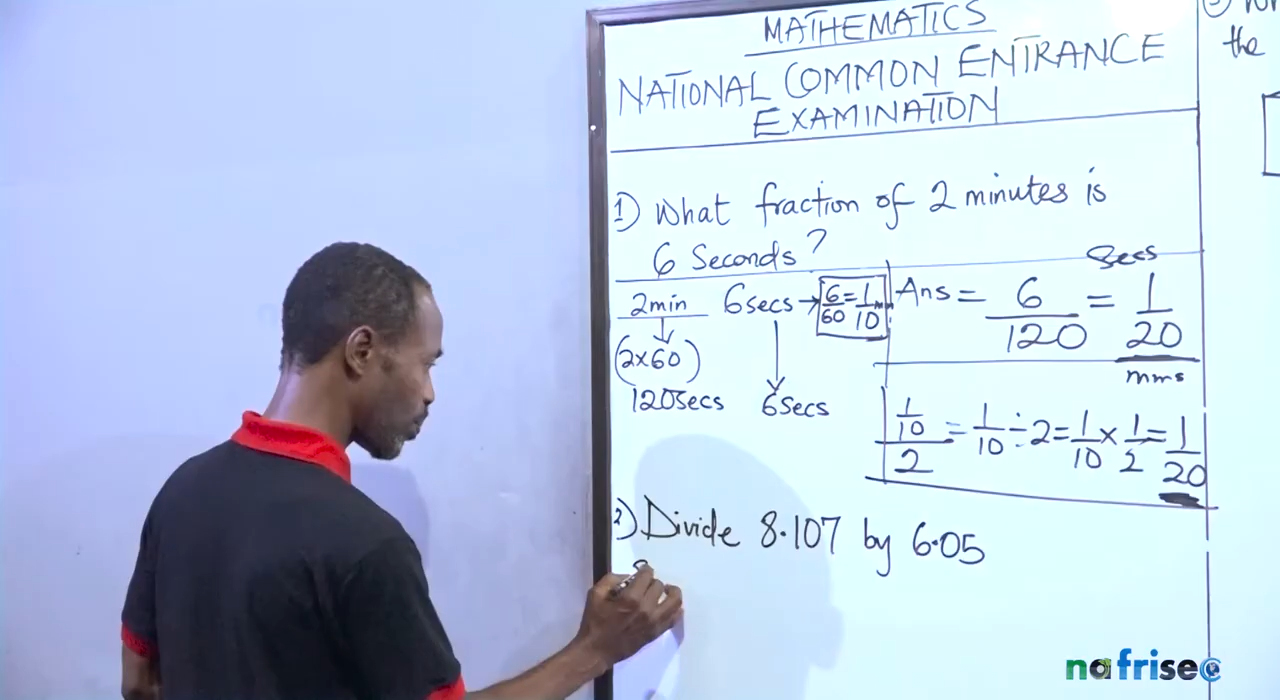 MATHEMATICS
NATIONAL COMMON ENTRANCE
EXAMINATION
1) What fraction of 2 minutes is
6 Seconds?
2min 6secs → 6/60 = 1/10
(2x60)
120secs 6secs
Ans = 6/120 = 1/20
Secs
mins
1/10 / 2 = 1/10 ÷ 2 = 1/10 x 1/2 = 1/20
2) Divide 8.107 by 6.05
the
nafrisec